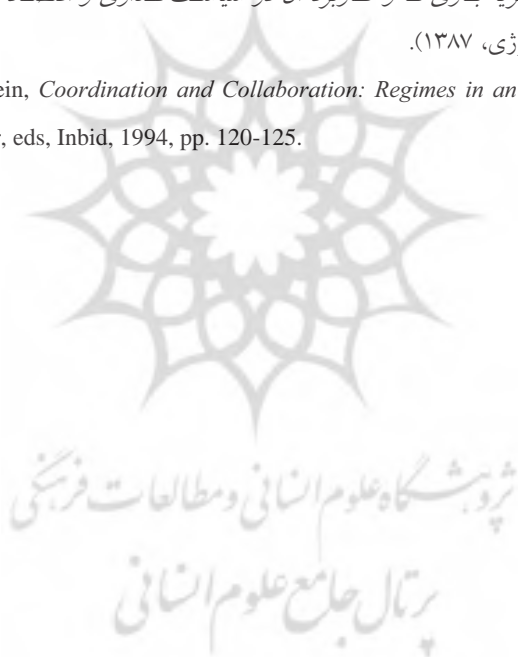 ژی، ۱۳۸۷).
ein, Coordination and Collaboration: Regimes in an
, eds, Inbid, 1994, pp. 120-125.
پژوهشگاه علوم انسانی و مطالعات فرهنگی
پرتال جامع علوم انسانی